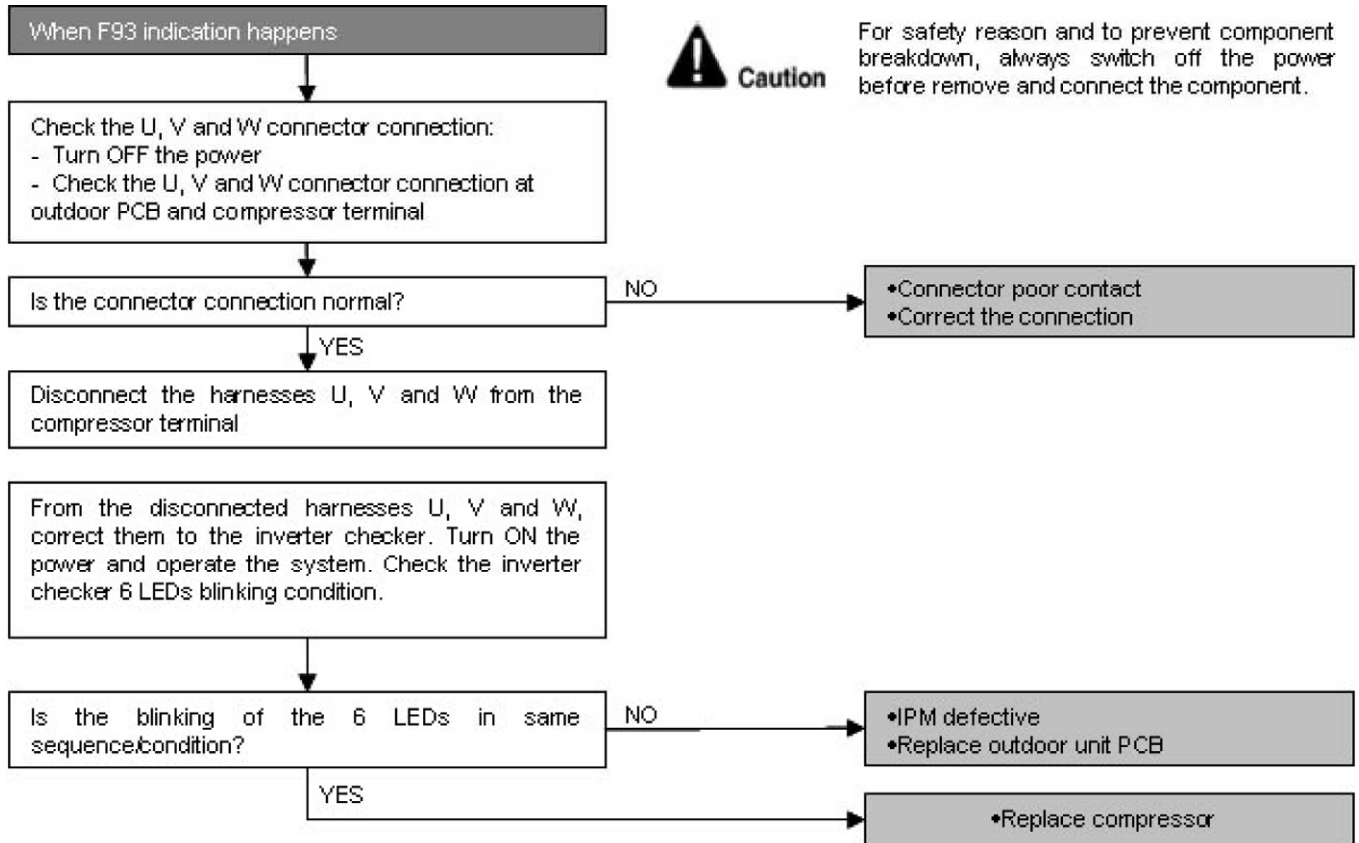 When F93 indication happens
Caution
For safety reason and to prevent component
breakdown, always switch off the power
before remove and connect the component.
Check the U, V and W connector connection:
- Turn OFF the power
- Check the U, V and W connector connection at
outdoor PCB and compressor terminal
Is the connector connection normal?
NO
•Connector poor contact
•Correct the connection
YES
Disconnect the harnesses U, V and W from the
compressor terminal
From the disconnected harnesses U, V and W,
correct them to the inverter checker. Turn ON the
power and operate the system. Check the inverter
checker 6 LEDs blinking condition.
Is the blinking of the 6 LEDs in same
sequence/condition?
NO
•IPM defective
•Replace outdoor unit PCB
YES
•Replace compressor